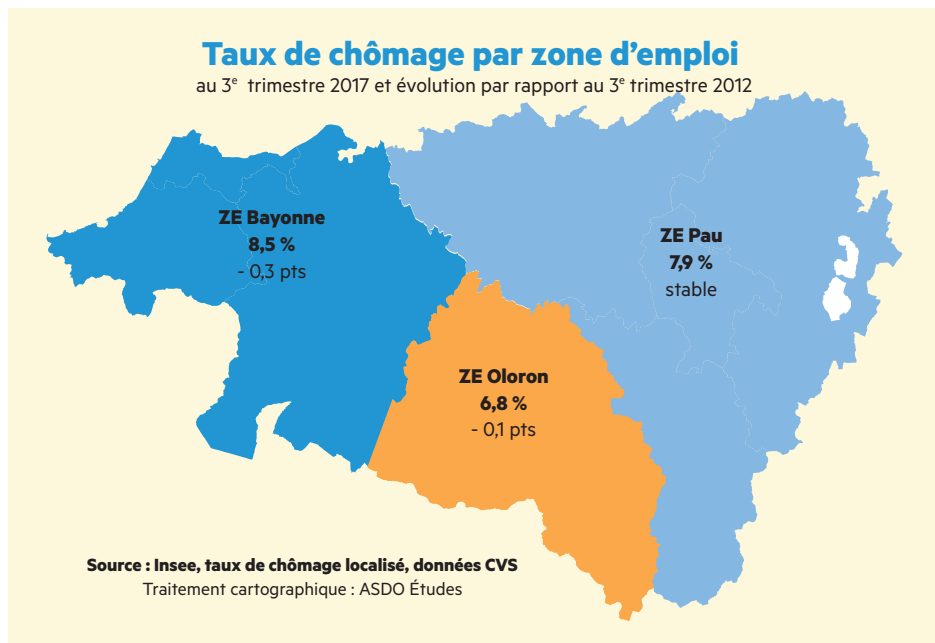 Taux de chômage par zone d’emploi
au 3e trimestre 2017 et évolution par rapport au 3e trimestre 2012
ZE Bayonne
8,5 %
- 0,3 pts
ZE Pau
7,9 %
stable
ZE Oloron
6,8 %
- 0,1 pts
Source : Insee, taux de chômage localisé, données CVS
Traitement cartographique : ASDO Études